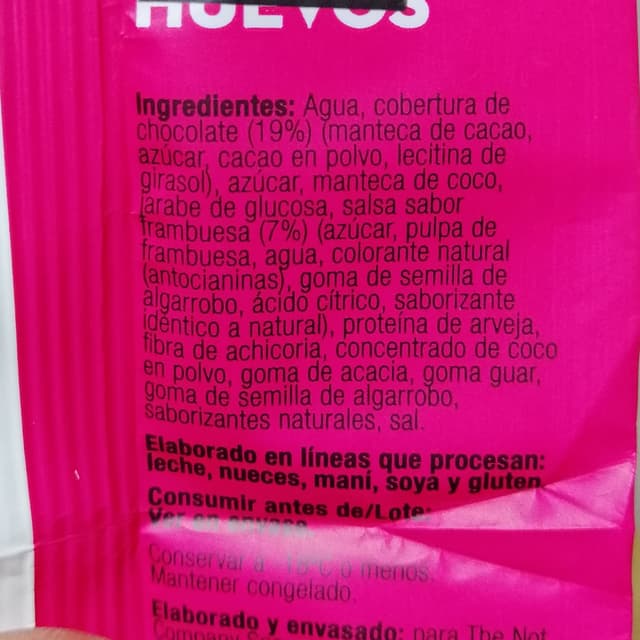 HUEVOS
Ingredientes: Agua, cobertura de
chocolate (19%) (manteca de cacao,
azúcar, cacao en polvo, lecitina de
girasol), azúcar, manteca de coco,
jarabe de glucosa, salsa sabor
frambuesa (7%) (azúcar, pulpa de
frambuesa, agua, colorante natural
(antocianinas), goma de semilla de
algarrobo, ácido cítrico, saborizante
idéntico a natural), proteína de arveja,
fibra de achicoria, concentrado de coco
en polvo, goma de acacia, goma guar,
goma de semilla de algarrobo,
saborizantes naturales, sal.
Elaborado en líneas que procesan:
leche, nueces, maní, soya y gluten.
Consumir antes de/Lote:
Ver en envase.
Conservar a -18°C o menos.
Mantener congelado.
Elaborado y envasado: para The Not
Company